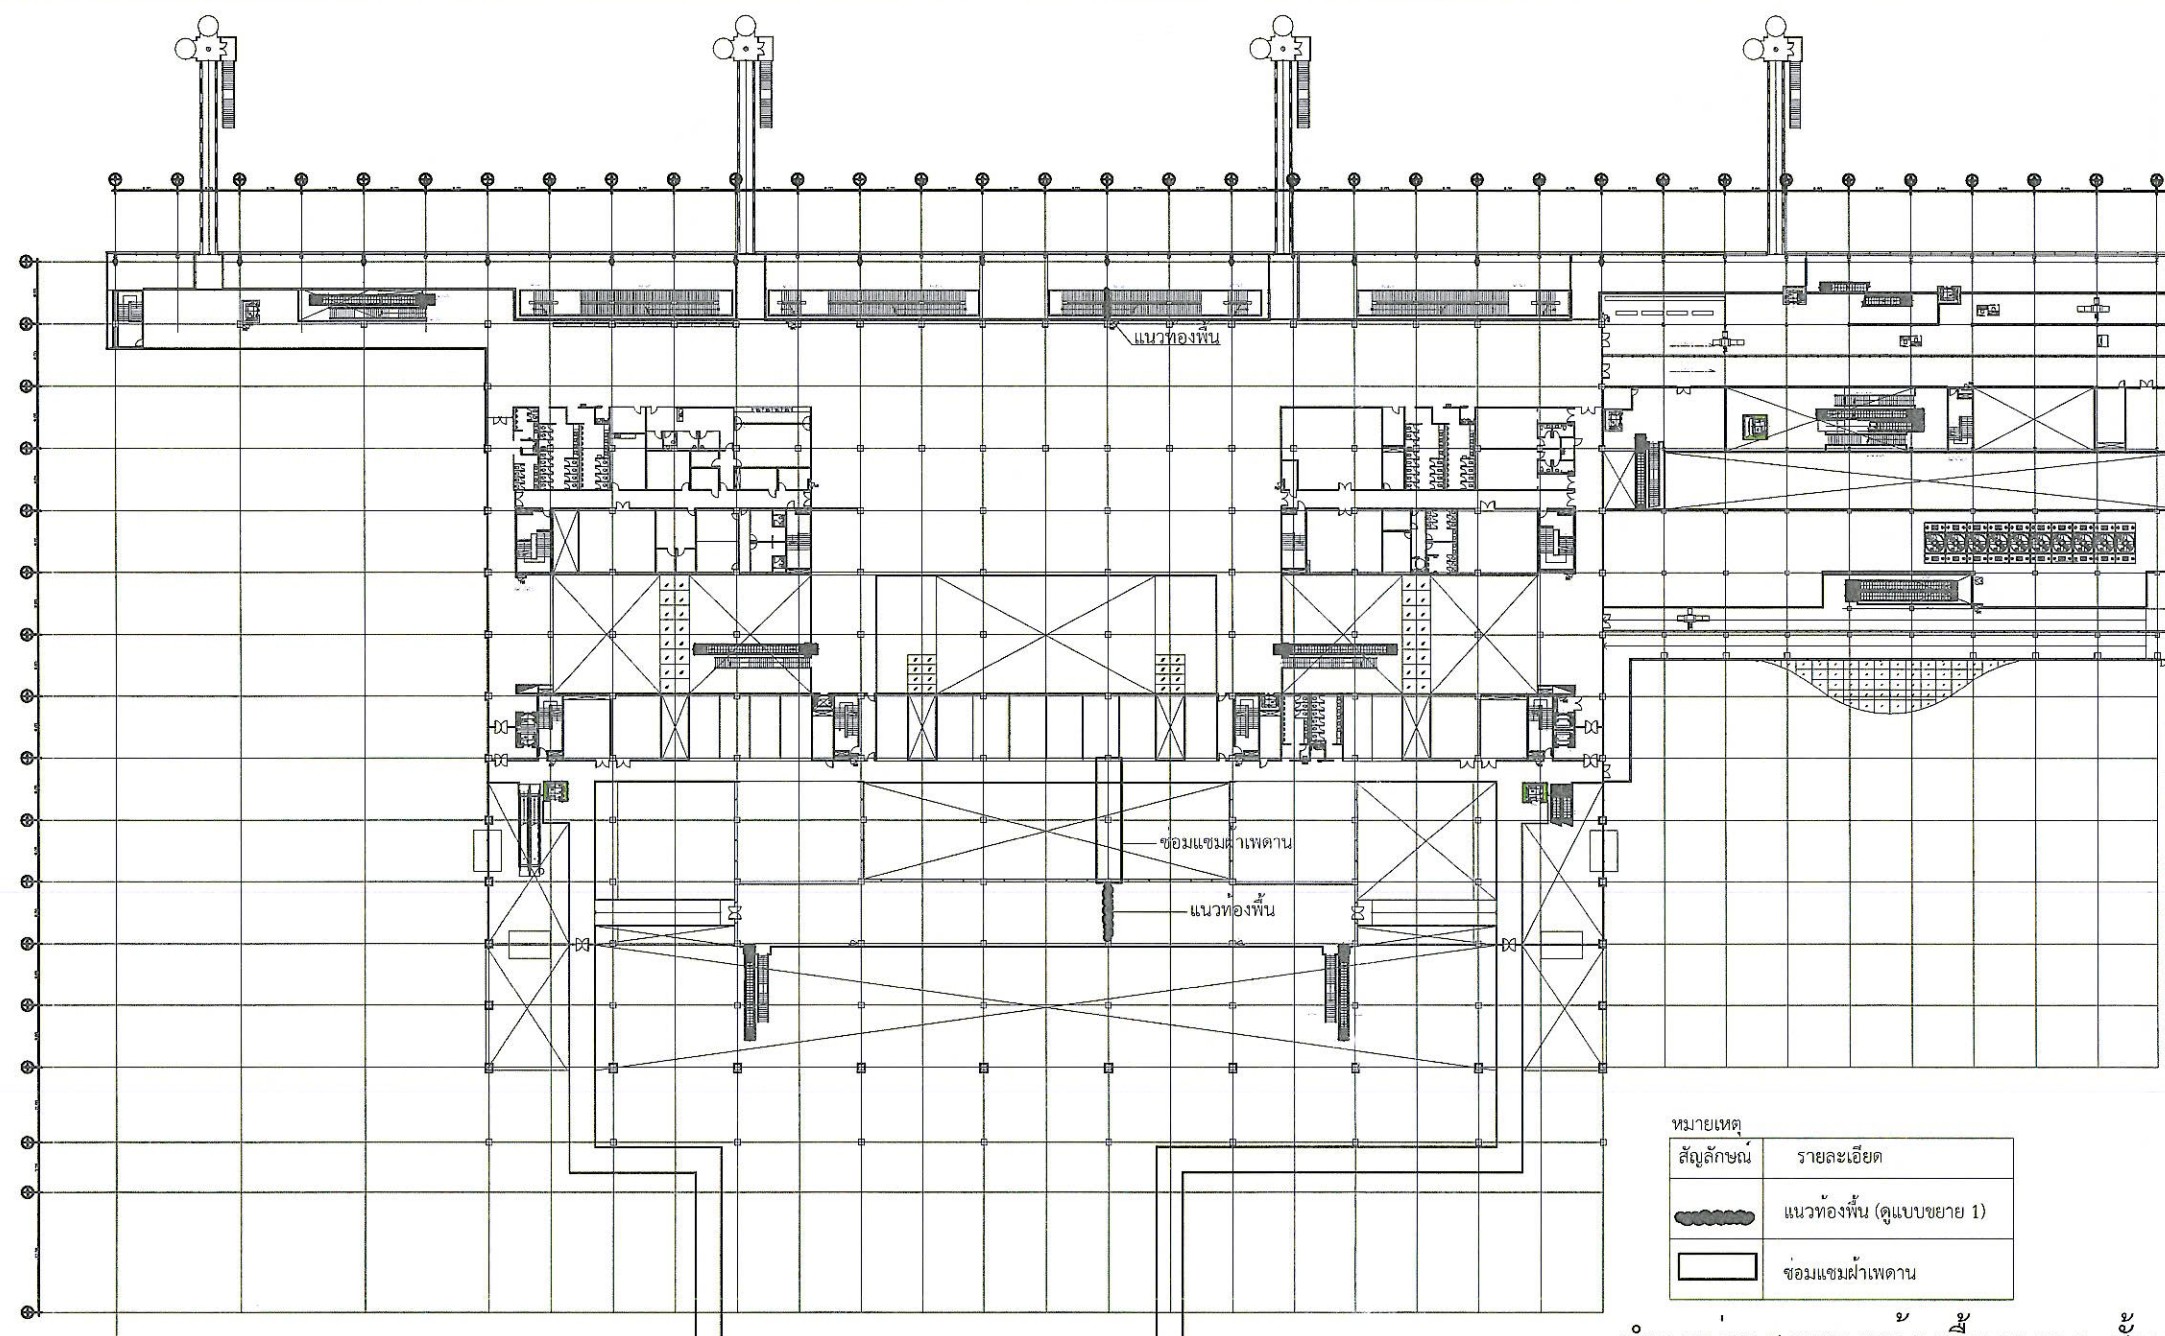 แนวท้องพื้น
ซ่อมแซมฝ้าเพดาน
แนวท้องพื้น
หมายเหตุ
สัญลักษณ์ รายละเอียด
แนวท้องพื้น (ดูแบบขยาย 1)
ซ่อมแซมฝ้าเพดาน